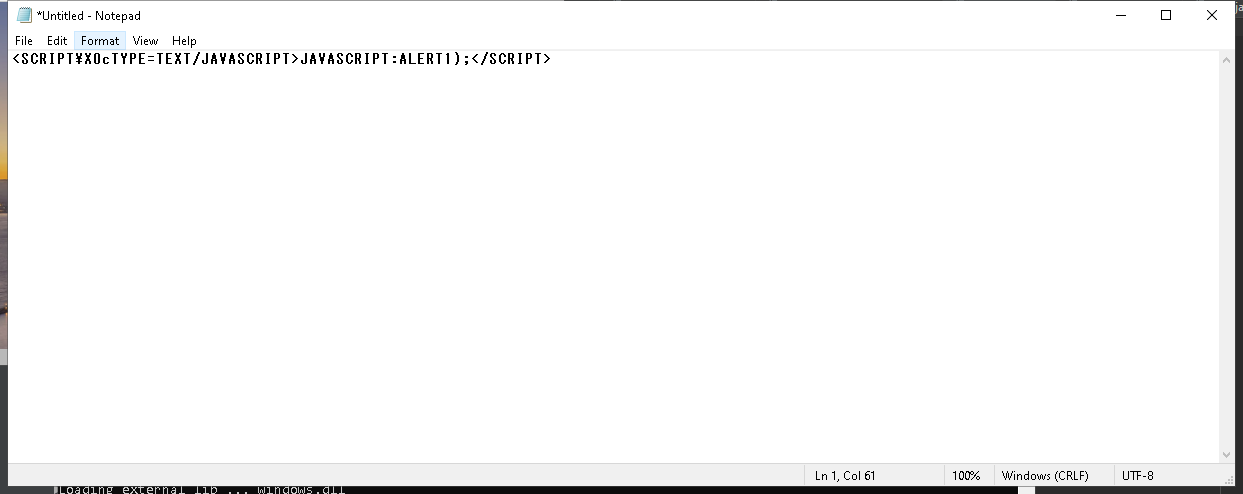 *Untitled - Notepad
File Edit Format View Help
<SCRIPT¥X0cTYPE=TEXT/JAVASCRIPT>JAVASCRIPT:ALERT1);</SCRIPT>
Ln 1, Col 61 100% Windows (CRLF) UTF-8
Loading external lib ... windows.dll